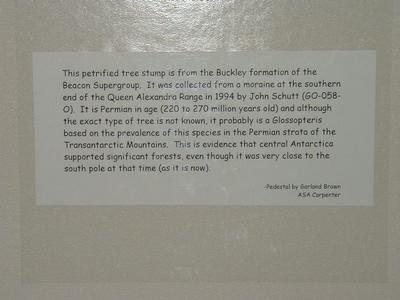 This petrified tree stump is from the Buckley formation of the
Beacon Supergroup. It was collected from a moraine at the southern
end of the Queen Alexandra Range in 1994 by John Schutt (GO-058-
O). It is Permian in age (220 to 270 million years old) and although
the exact type of tree is not known, it probably is a Glossopteris
based on the prevalence of this species in the Permian strata of the
Transantarctic Mountains. This is evidence that central Antarctica
supported significant forests, even though it was very close to the
south pole at that time (as it is now).
-Pedestal by Garland Brown
ASA Carpenter